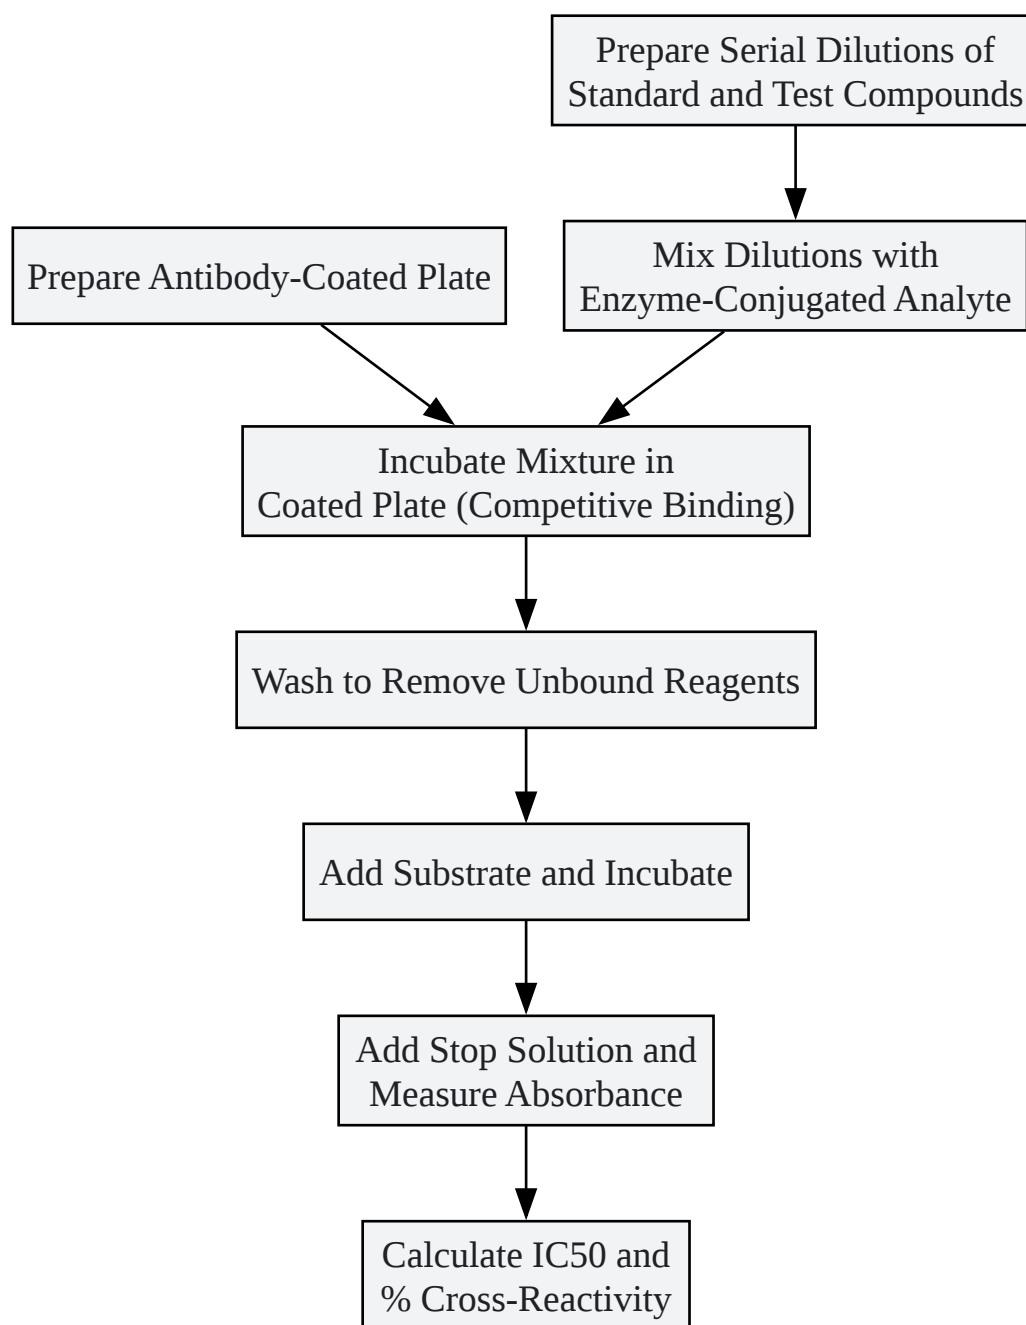 Prepare Serial Dilutions of
Standard and Test Compounds
Prepare Antibody-Coated Plate
Mix Dilutions with
Enzyme-Conjugated Analyte
Incubate Mixture in
Coated Plate (Competitive Binding)
Wash to Remove Unbound Reagents
Add Substrate and Incubate
Add Stop Solution and
Measure Absorbance
Calculate IC50 and
% Cross-Reactivity